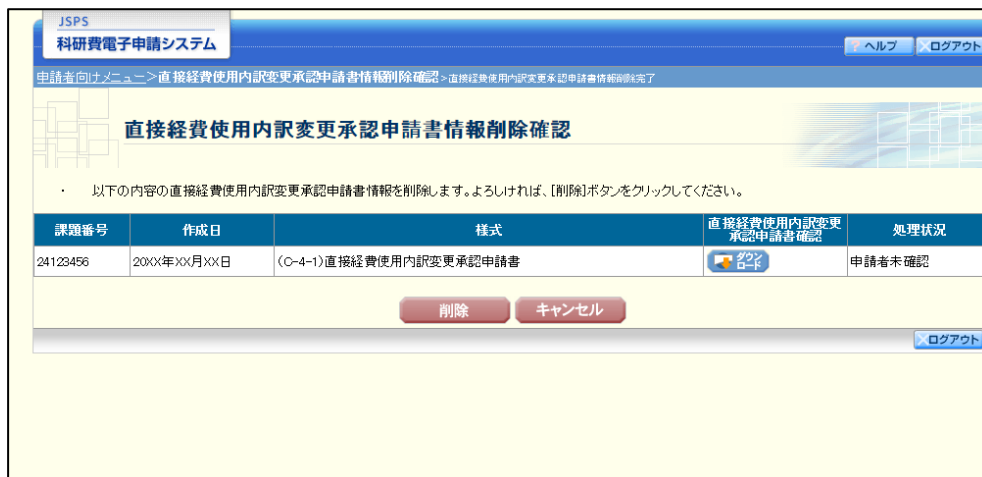 JSPS
科研費電子申請システム
ヘルプ ログアウト
申請者向けメニュー>直接経費使用内訳変更承認申請書情報削除確認>直接経費使用内訳変更承認申請書情報削除完了
直接経費使用内訳変更承認申請書情報削除確認
・ 以下の内容の直接経費使用内訳変更承認申請書情報を削除します。よろしければ、[削除]ボタンをクリックしてください。
課題番号 作成日 様式 直接経費使用内訳変更承認申請書確認 処理状況
24123456 20XX年XX月XX日 (C-4-1)直接経費使用内訳変更承認申請書 ダウンロード 申請者未確認
削除 キャンセル
ログアウト